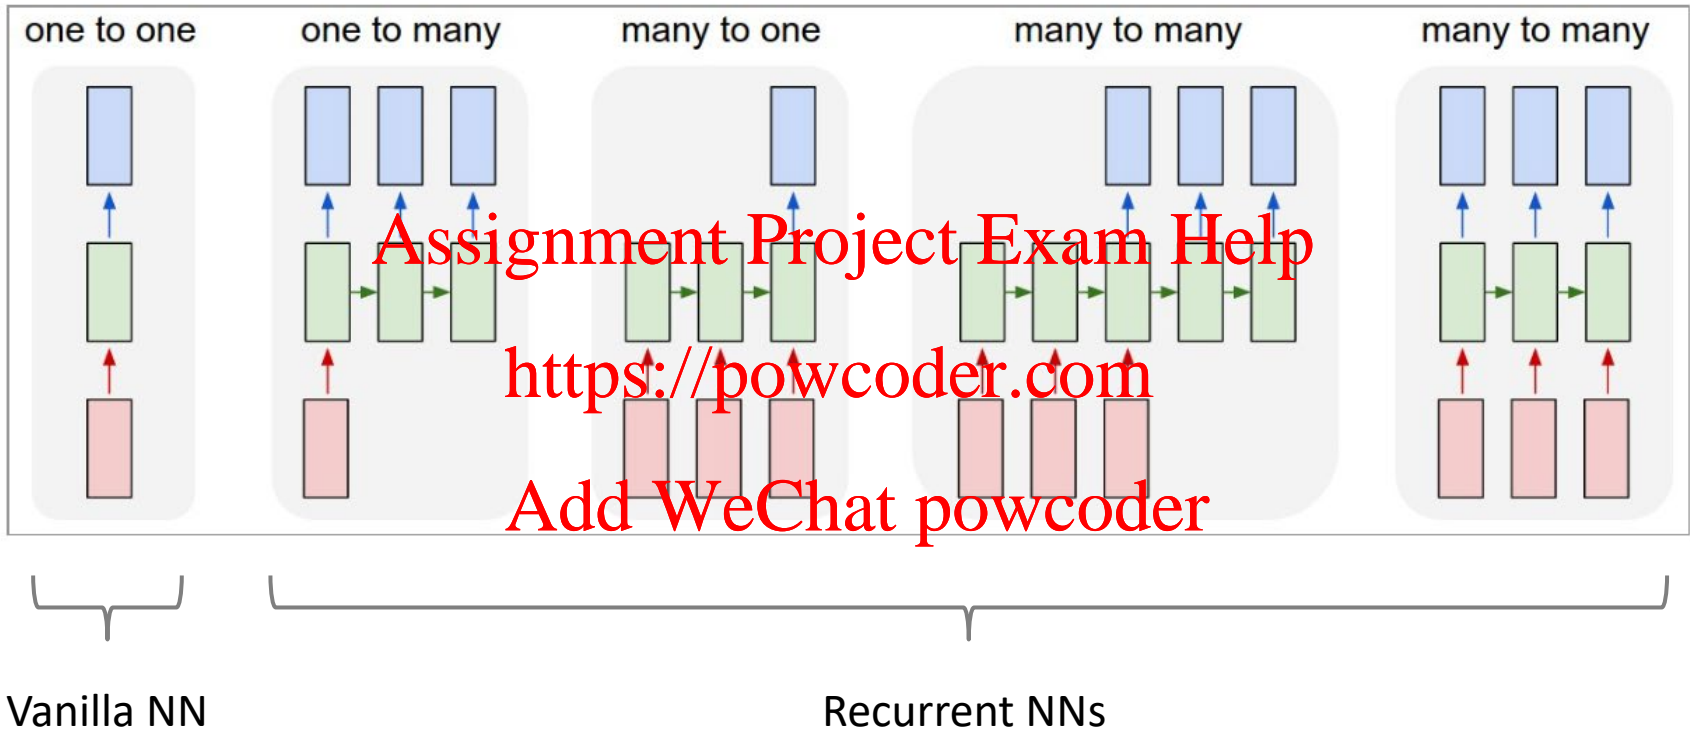 one to one one to many many to one many to many many to many
Assignment Project Exam Help
https://powcoder.com
Add WeChat powcoder
Vanilla NN Recurrent NNs